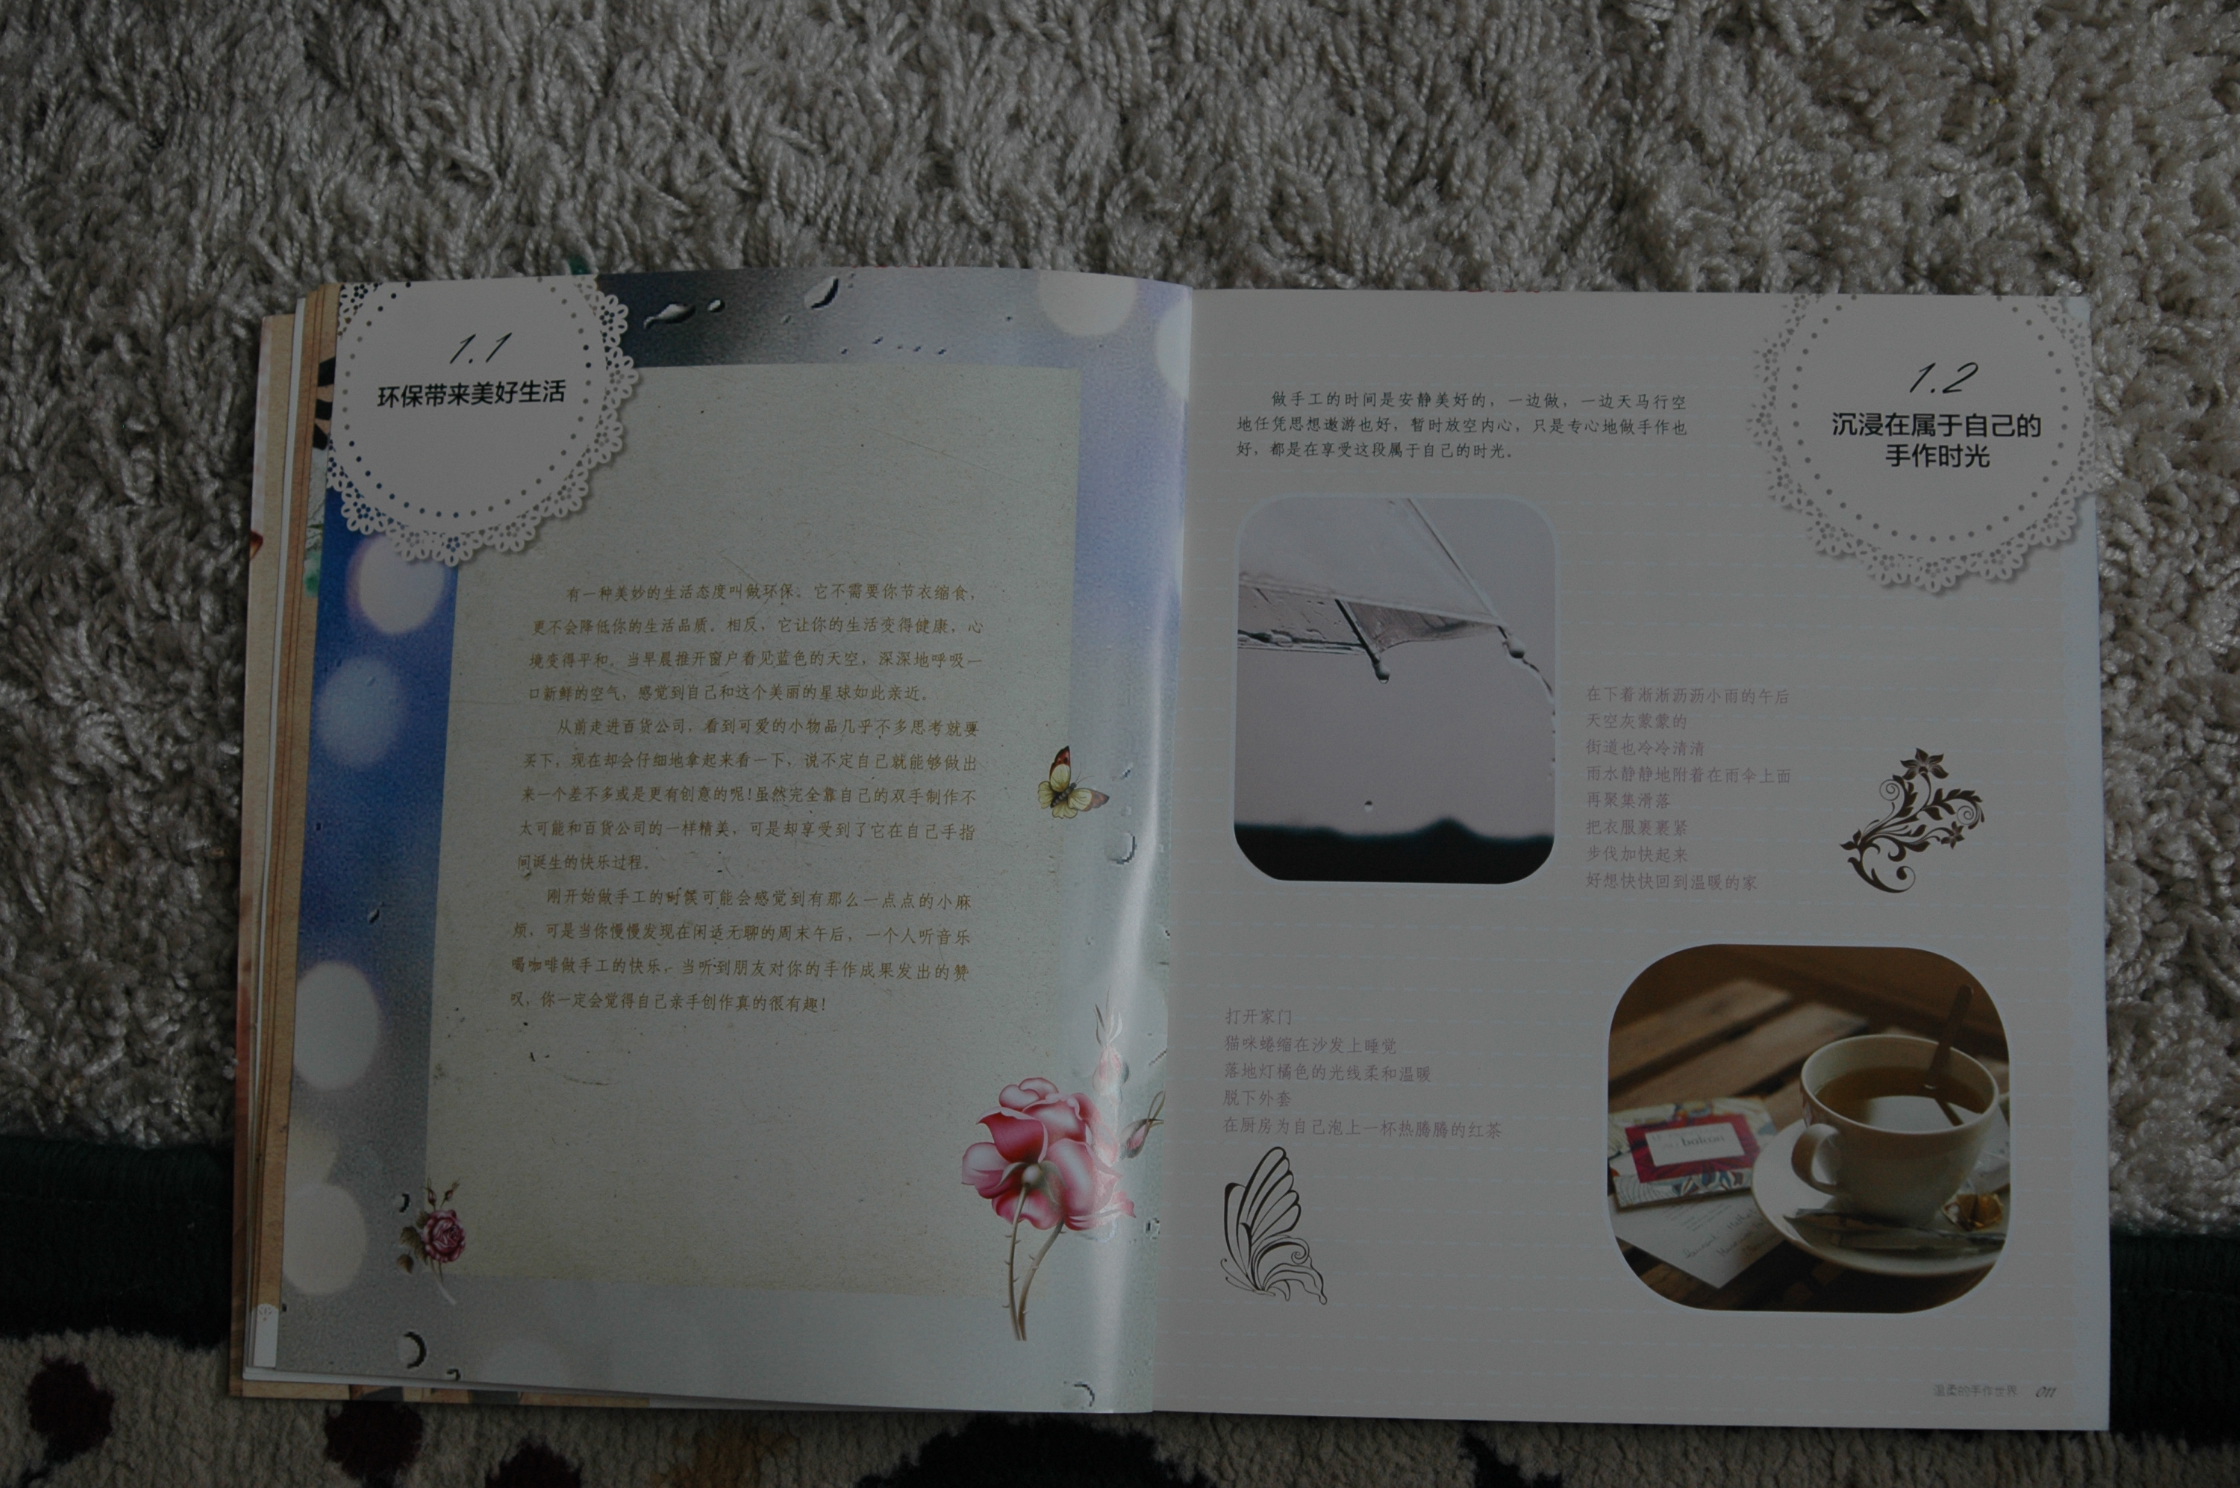 1.1
环保带来美好生活
有一种美妙的生活态度叫做环保。它不需要你节衣缩食，
更不会降低你的生活品质。相反，它让你的生活变得健康，心
境变得平和。当早晨推开窗户看见蓝色的天空，深深地呼吸一
口新鲜的空气，感觉到自己和这个美丽的星球如此亲近。
从前走进百货公司，看到可爱的小物品几乎不多思考就要
买下，现在却会仔细地拿起来看一下，说不定自己就能够做出
来一个差不多或是更有创意的呢！虽然完全靠自己的双手制作不
太可能和百货公司的一样精美，可是却享受到了它在自己手指
间诞生的快乐过程。
刚开始做手工的时候可能会感觉到有那么一点点的小麻
烦，可是当你慢慢发现在闲适无聊的周末午后，一个人听音乐
喝咖啡做手工的快乐，当听到朋友对你的手作成果发出的赞
叹，你一定会觉得自己亲手创作真的很有趣！
1.2
沉浸在属于自己的
手作时光
做手工的时间是安静美好的，一边做，一边天马行空
地任凭思想遨游也好，暂时放空内心，只是专心地做手作也
好，都是在享受这段属于自己的时光。
在下着淅淅沥沥小雨的午后
天空灰蒙蒙的
街道也冷冷清清
雨水静静地附着在雨伞上面
再聚集滑落
把衣服裹裹紧
步伐加快起来
好想快快回到温暖的家
打开家门
猫咪蜷缩在沙发上睡觉
落地灯橘色的光线柔和温暖
脱下外套
在厨房为自己泡上一杯热腾腾的红茶
温柔的手作世界 011